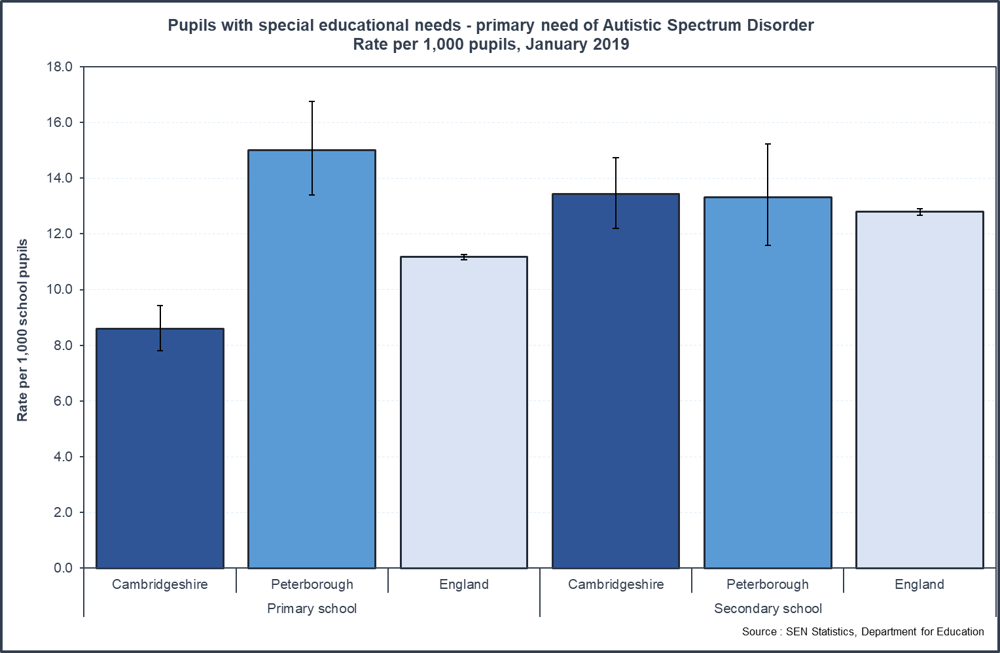 Pupils with special educational needs - primary need of Autistic Spectrum Disorder
Rate per 1,000 pupils, January 2019
Rate per 1,000 school pupils
18.0
16.0
14.0
12.0
10.0
8.0
6.0
4.0
2.0
0.0
Cambridgeshire Peterborough England Cambridgeshire Peterborough England
Primary school Secondary school
Source : SEN Statistics, Department for Education